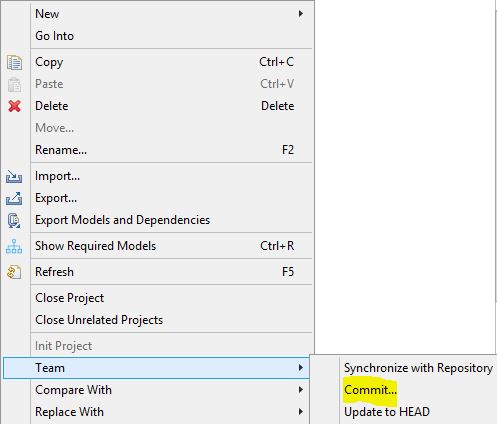 New
Go Into
Copy Ctrl+C
Paste Ctrl+V
Delete Delete
Move...
Rename... F2
Import...
Export...
Export Models and Dependencies
Show Required Models Ctrl+R
Refresh F5
Close Project
Close Unrelated Projects
Init Project
Team
Compare With
Replace With
Synchronize with Repository
Commit...
Update to HEAD